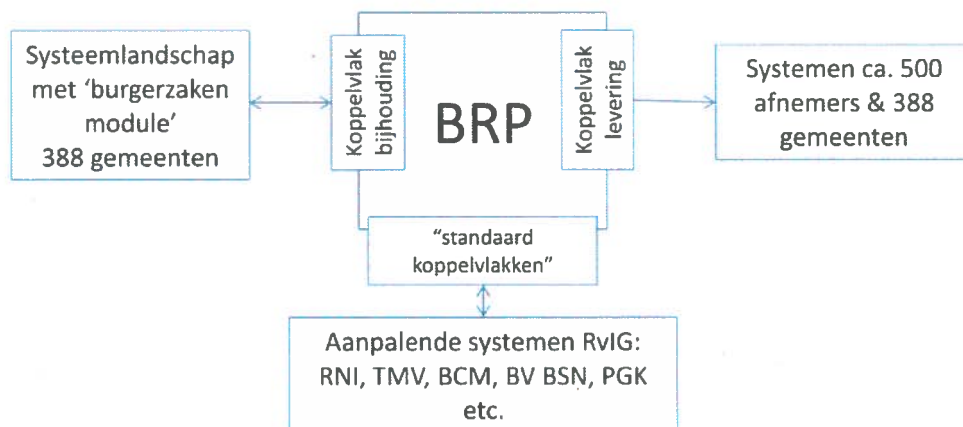 Systeemlandschap
met ‘burgerzaken
module’
388 gemeenten
Koppelvlak
bijhouding
BRP
Koppelvlak
levering
Systemen ca. 500
afnemers & 388
gemeenten
“standaard
koppelvlakken”
Aanpalende systemen RvIG:
RNI, TMV, BCM, BV BSN, PGK
etc.